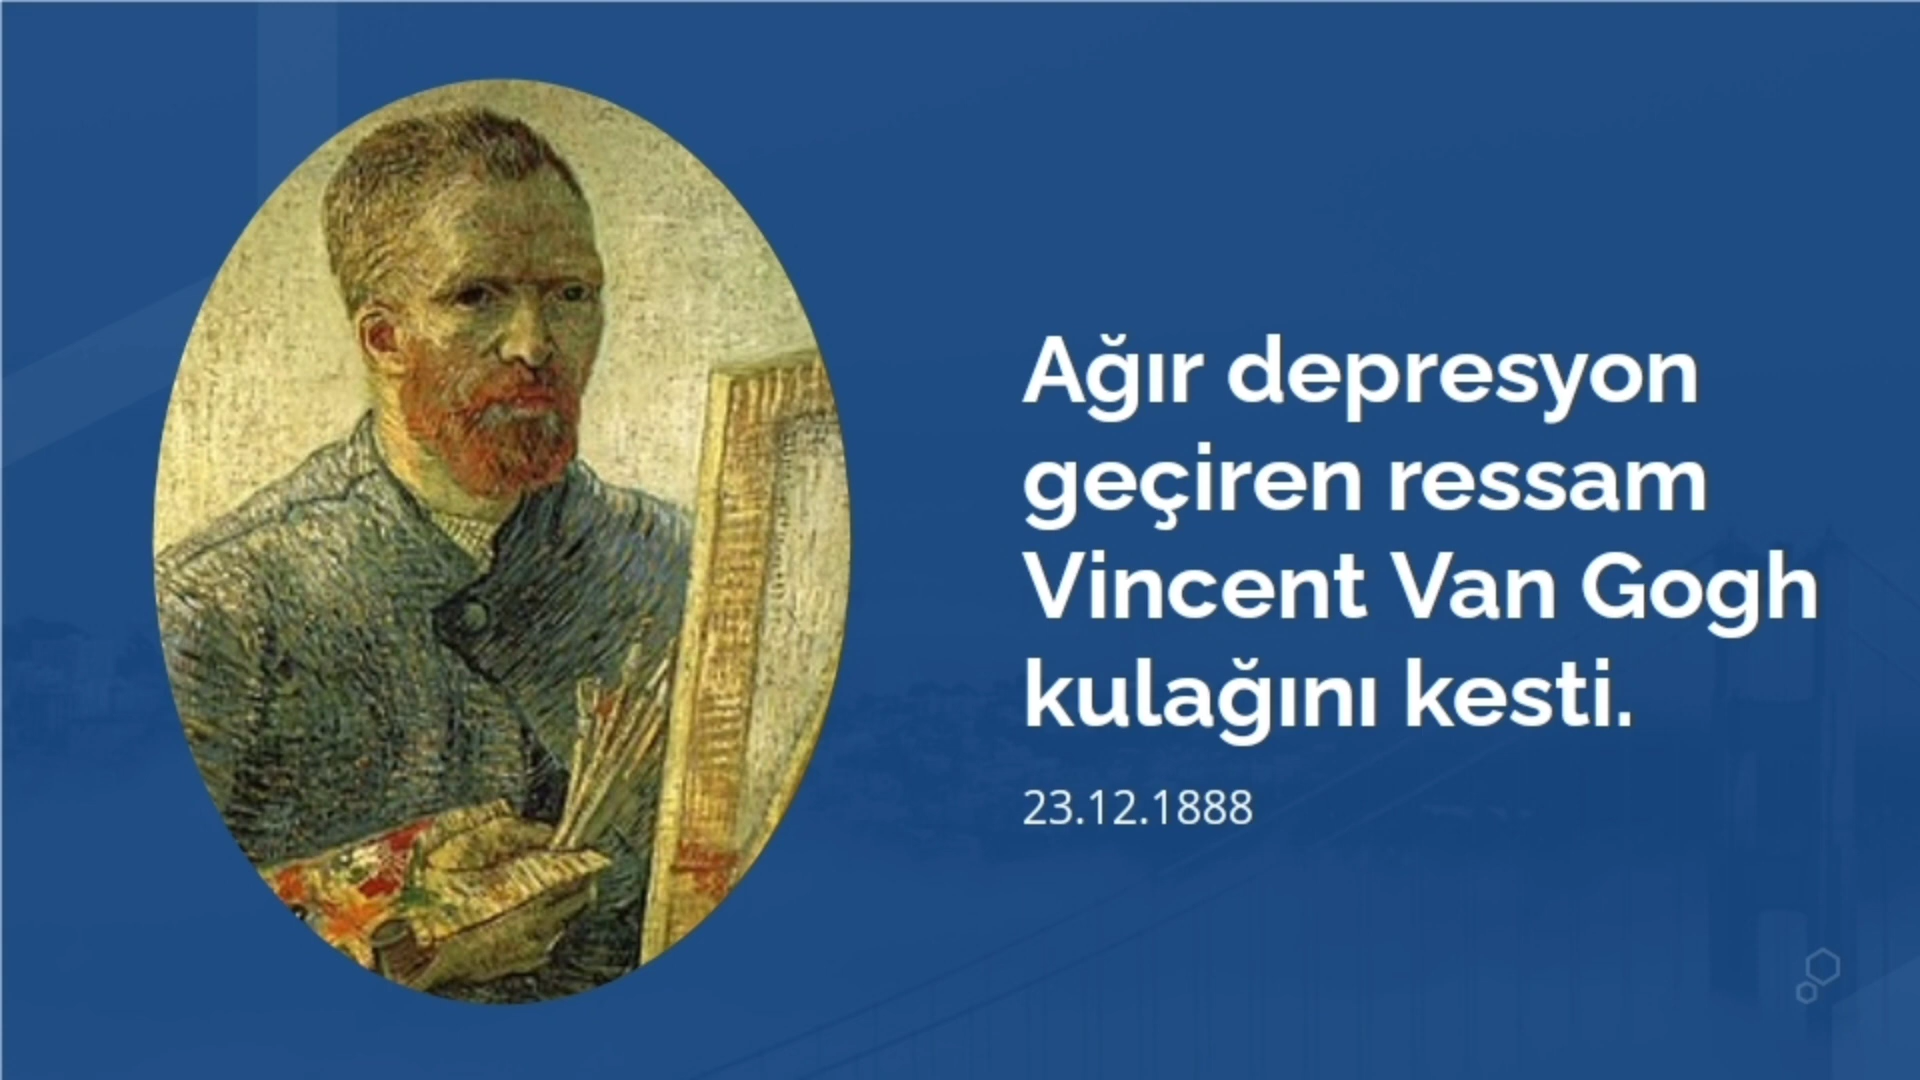 Ağır depresyon
geçiren ressam
Vincent Van Gogh
kulağını kesti.
23.12.1888